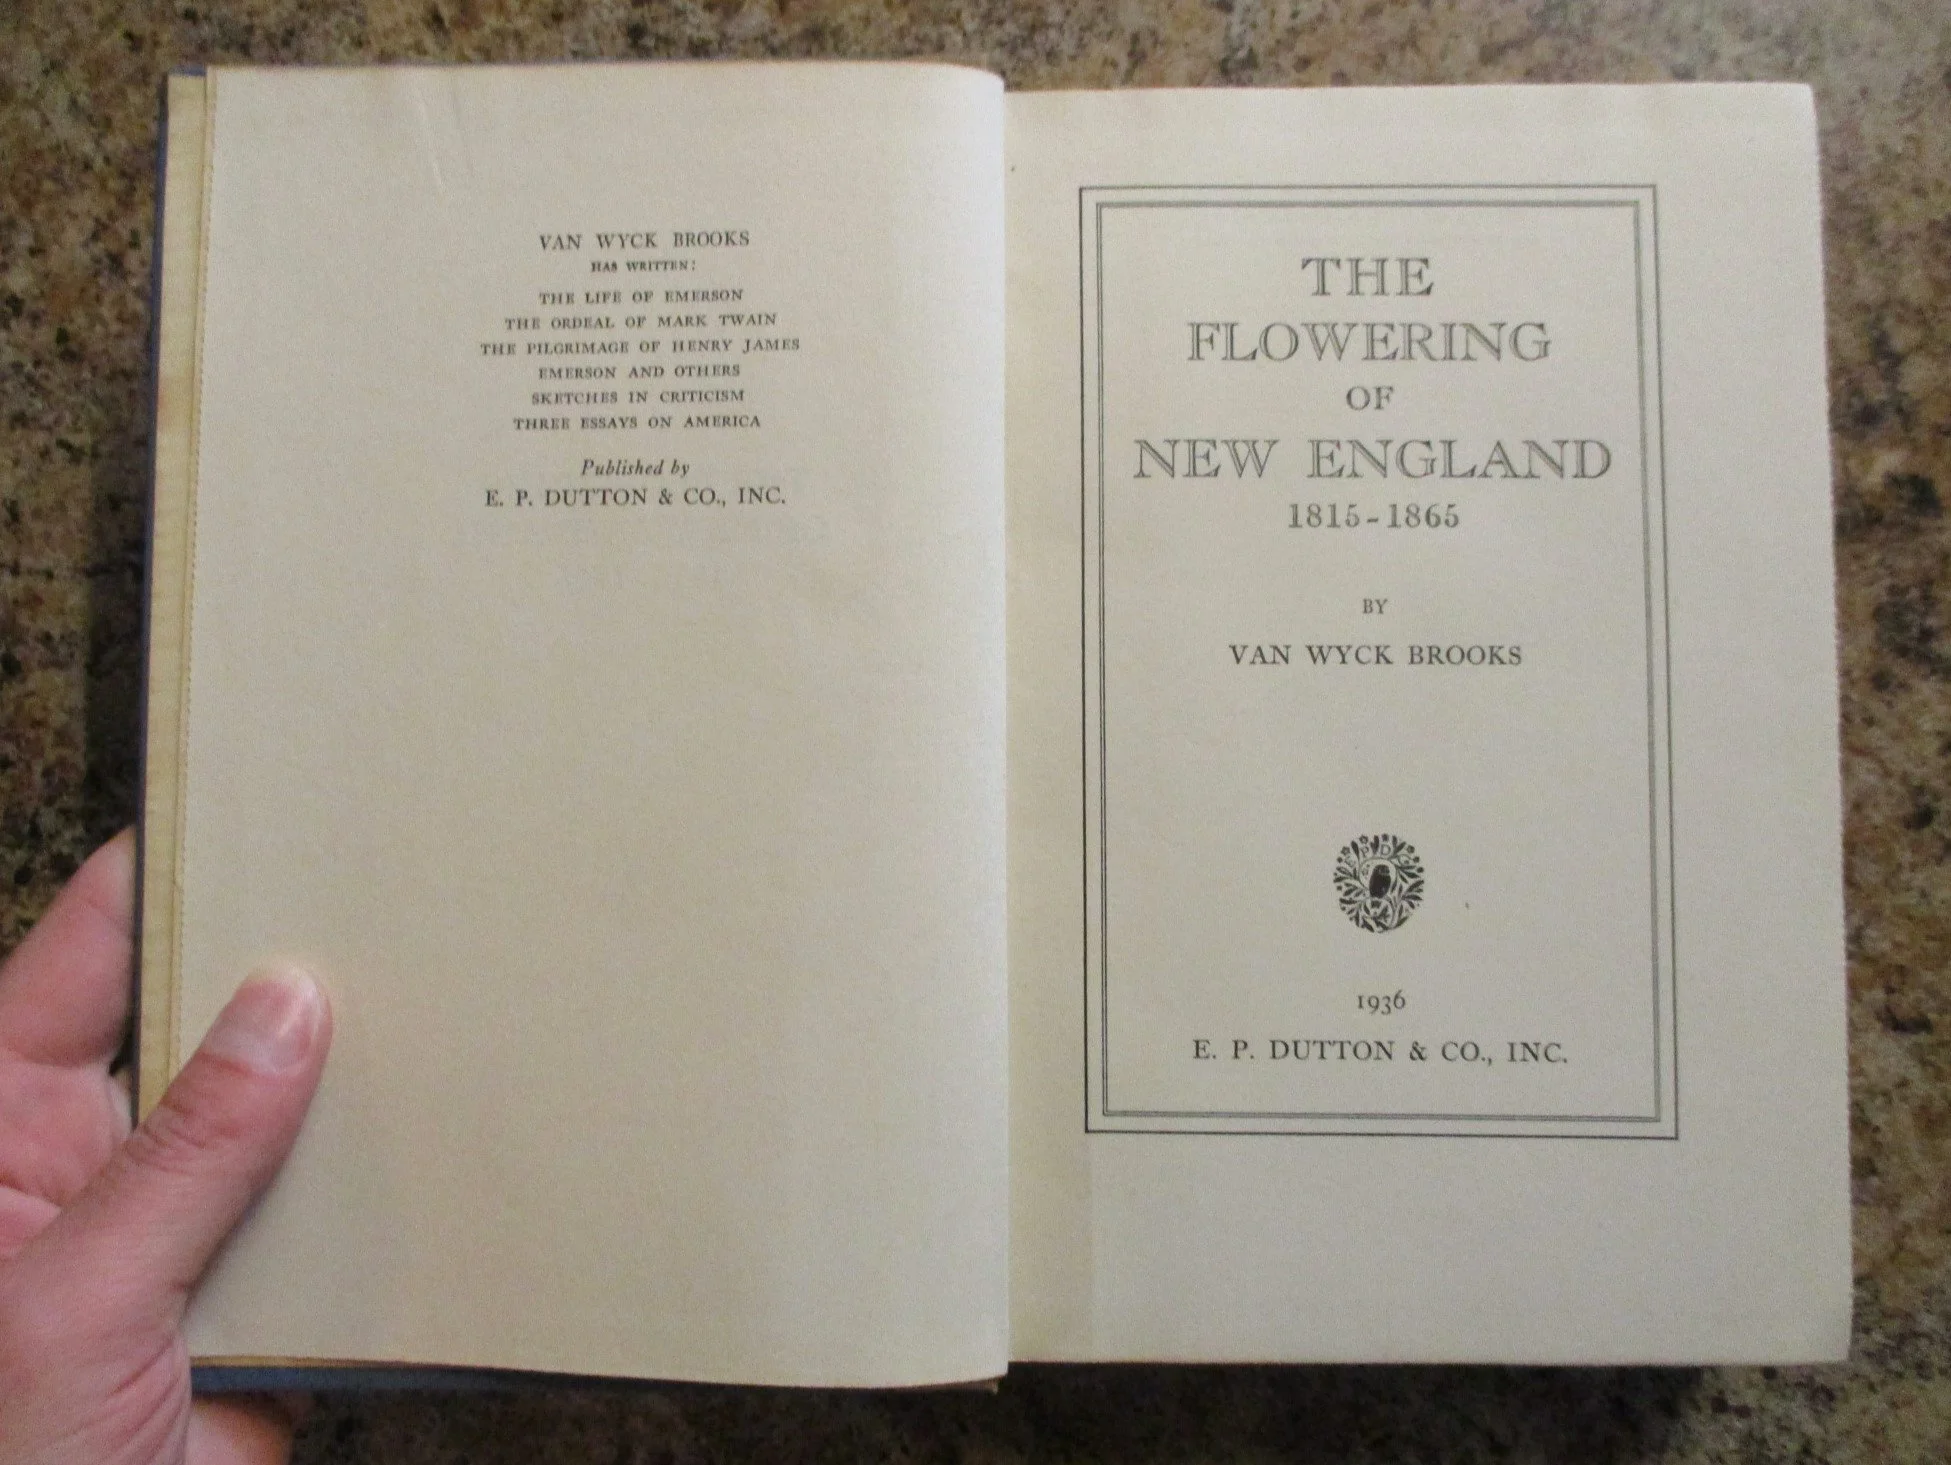 VAN WYCK BROOKS
HAS WRITTEN:
THE LIFE OF EMERSON
THE ORDEAL OF MARK TWAIN
THE PILGRIMAGE OF HENRY JAMES
EMERSON AND OTHERS
SKETCHES IN CRITICISM
THREE ESSAYS ON AMERICA
Published by
E. P. DUTTON & CO., INC.
THE
FLOWERING
OF
NEW ENGLAND
1815-1865
BY
VAN WYCK BROOKS
1936
E. P. DUTTON & CO., INC.